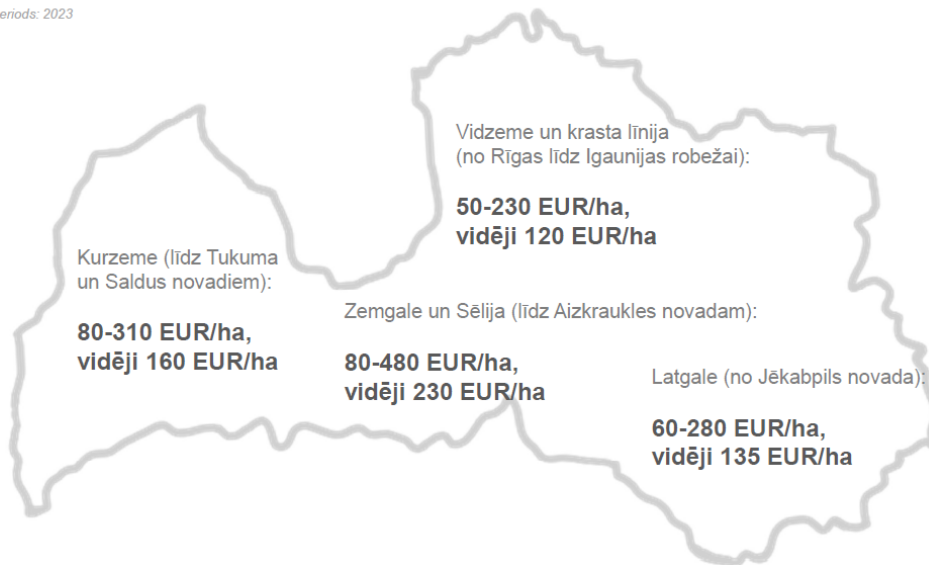 eriods: 2023
Vidzeme un krasta līnija
(no Rīgas līdz Igaunijas robežai):
50-230 EUR/ha,
vidēji 120 EUR/ha
Kurzeme (līdz Tukuma
un Saldus novadiem):
80-310 EUR/ha,
vidēji 160 EUR/ha
Zemgale un Sēlija (līdz Aizkraukles novadam):
80-480 EUR/ha,
vidēji 230 EUR/ha
Latgale (no Jēkabpils novada):
60-280 EUR/ha,
vidēji 135 EUR/ha